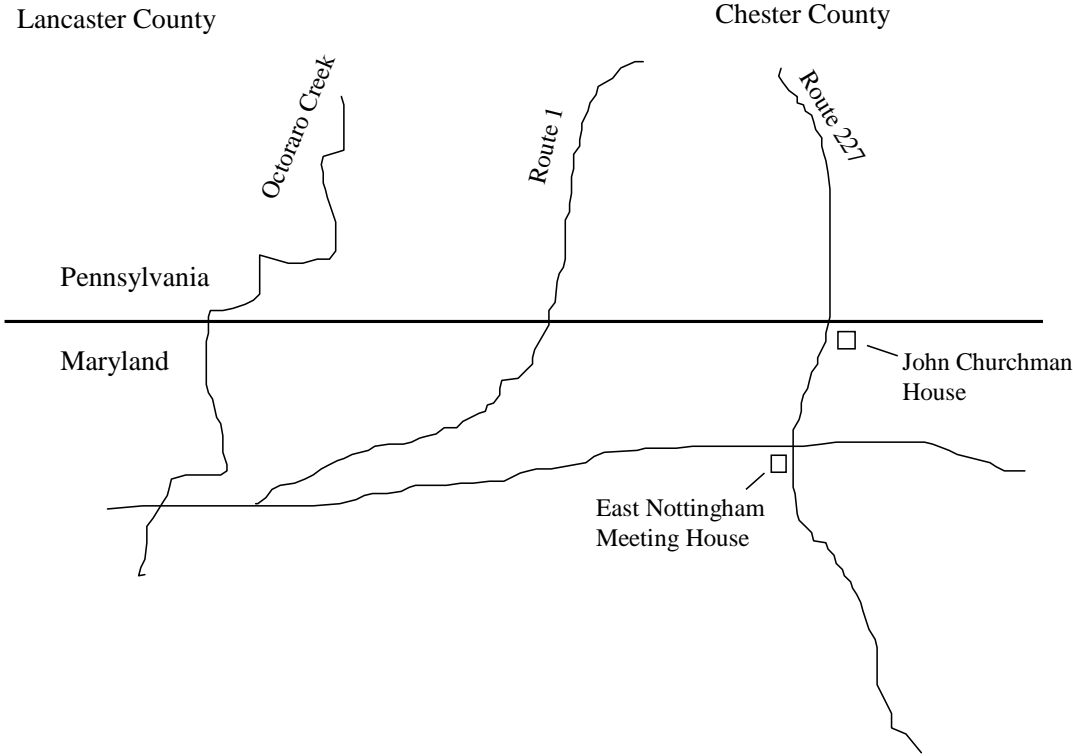 Lancaster County
Chester County
Octoraro Creek
Route 1
Route 227
Pennsylvania
Maryland
John Churchman
House
East Nottingham
Meeting House